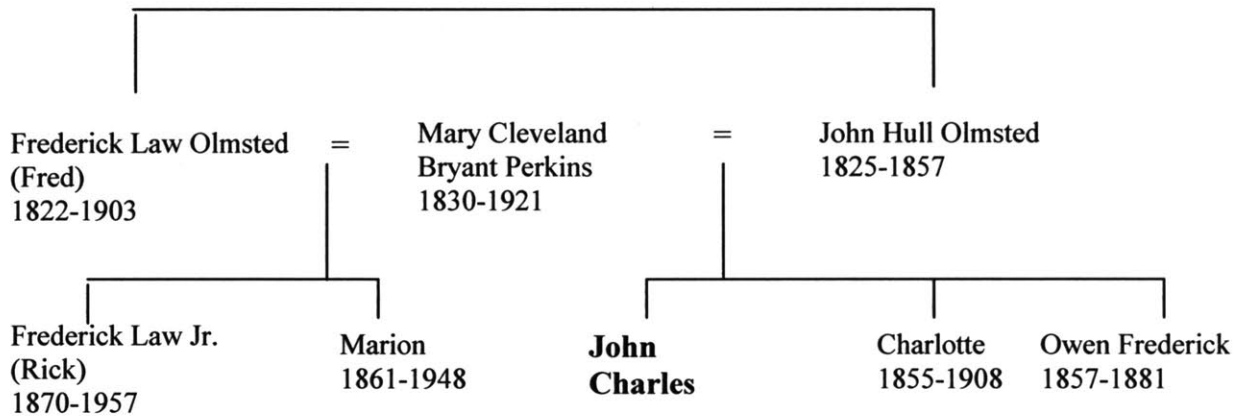 Frederick Law Olmsted
(Fred)
1822-1903
=
Mary Cleveland
Bryant Perkins
1830-1921
=
John Hull Olmsted
1825-1857
Frederick Law Jr.
(Rick)
1870-1957
Marion
1861-1948
John
Charles
Charlotte
1855-1908
Owen Frederick
1857-1881